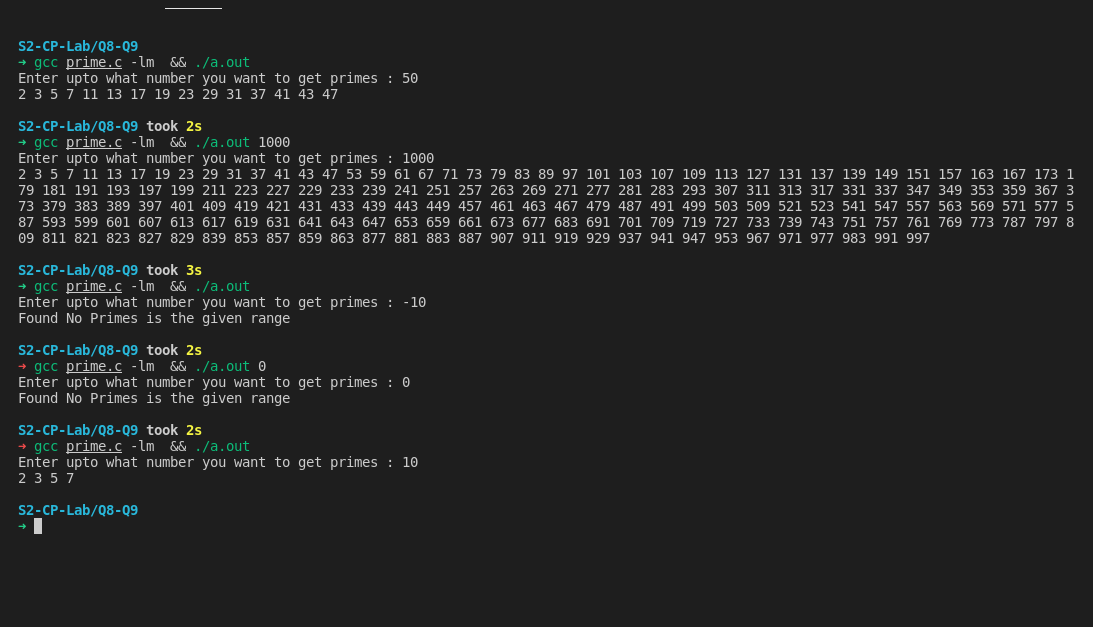 S2-CP-Lab/Q8-Q9
➜ gcc prime.c -lm  && ./a.out
Enter upto what number you want to get primes : 50
2 3 5 7 11 13 17 19 23 29 31 37 41 43 47
S2-CP-Lab/Q8-Q9 took 2s
➜ gcc prime.c -lm  && ./a.out 1000
Enter upto what number you want to get primes : 1000
2 3 5 7 11 13 17 19 23 29 31 37 41 43 47 53 59 61 67 71 73 79 83 89 97 101 103 107 109 113 127 131 137 139 149 151 157 163 167 173 1
79 181 191 193 197 199 211 223 227 229 233 239 241 251 257 263 269 271 277 281 283 293 307 311 313 317 331 337 347 349 353 359 367 3
73 379 383 389 397 401 409 419 421 431 433 439 443 449 457 461 463 467 479 487 491 499 503 509 521 523 541 547 557 563 569 571 577 5
87 593 599 601 607 613 617 619 631 641 643 647 653 659 661 673 677 683 691 701 709 719 727 733 739 743 751 757 761 769 773 787 797 8
09 811 821 823 827 829 839 853 857 859 863 877 881 883 887 907 911 919 929 937 941 947 953 967 971 977 983 991 997
S2-CP-Lab/Q8-Q9 took 3s
➜ gcc prime.c -lm  && ./a.out
Enter upto what number you want to get primes : -10
Found No Primes is the given range
S2-CP-Lab/Q8-Q9 took 2s
➜ gcc prime.c -lm  && ./a.out 0
Enter upto what number you want to get primes : 0
Found No Primes is the given range
S2-CP-Lab/Q8-Q9 took 2s
➜ gcc prime.c -lm  && ./a.out
Enter upto what number you want to get primes : 10
2 3 5 7
S2-CP-Lab/Q8-Q9
➜